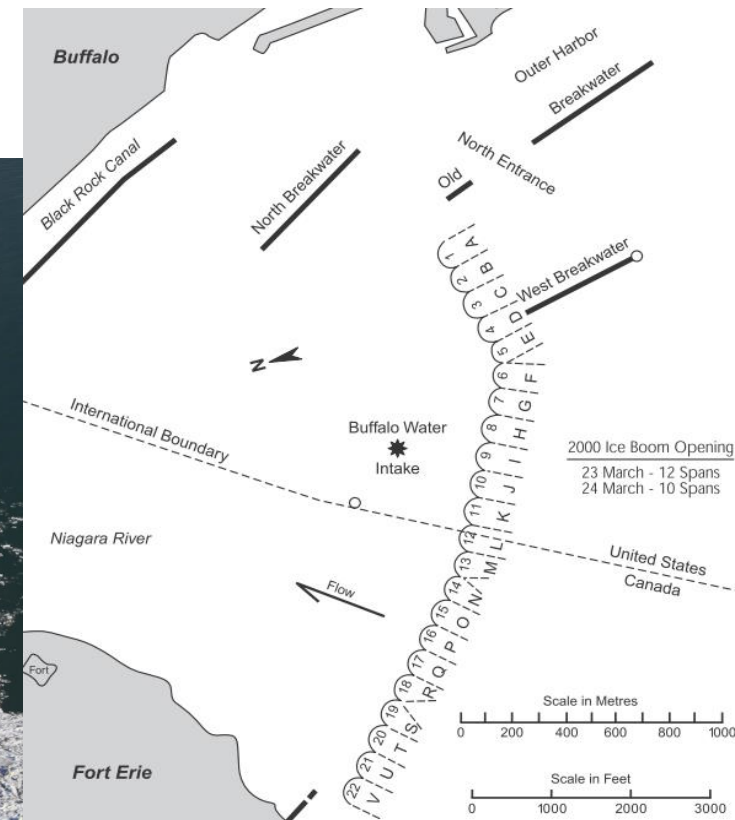 Buffalo
Outer Harbor
Breakwater
Black Rock Canal
North Breakwater
North Entrance
Old
West Breakwater
1 A
2 B
3 C
4 D
5 E
6 F
7 G
8 H
9 I
10 J
11 K
12 L
13 M
14 N
15 O
16 P
17 Q
18 R
19 S
20 T
21 U
22 V
N
International Boundary
Buffalo Water
Intake
2000 Ice Boom Opening
23 March - 12 Spans
24 March - 10 Spans
Niagara River
United States
Canada
Flow
Fort
Fort Erie
Scale in Metres
0 200 400 600 800 1000
Scale in Feet
0 1000 2000 3000